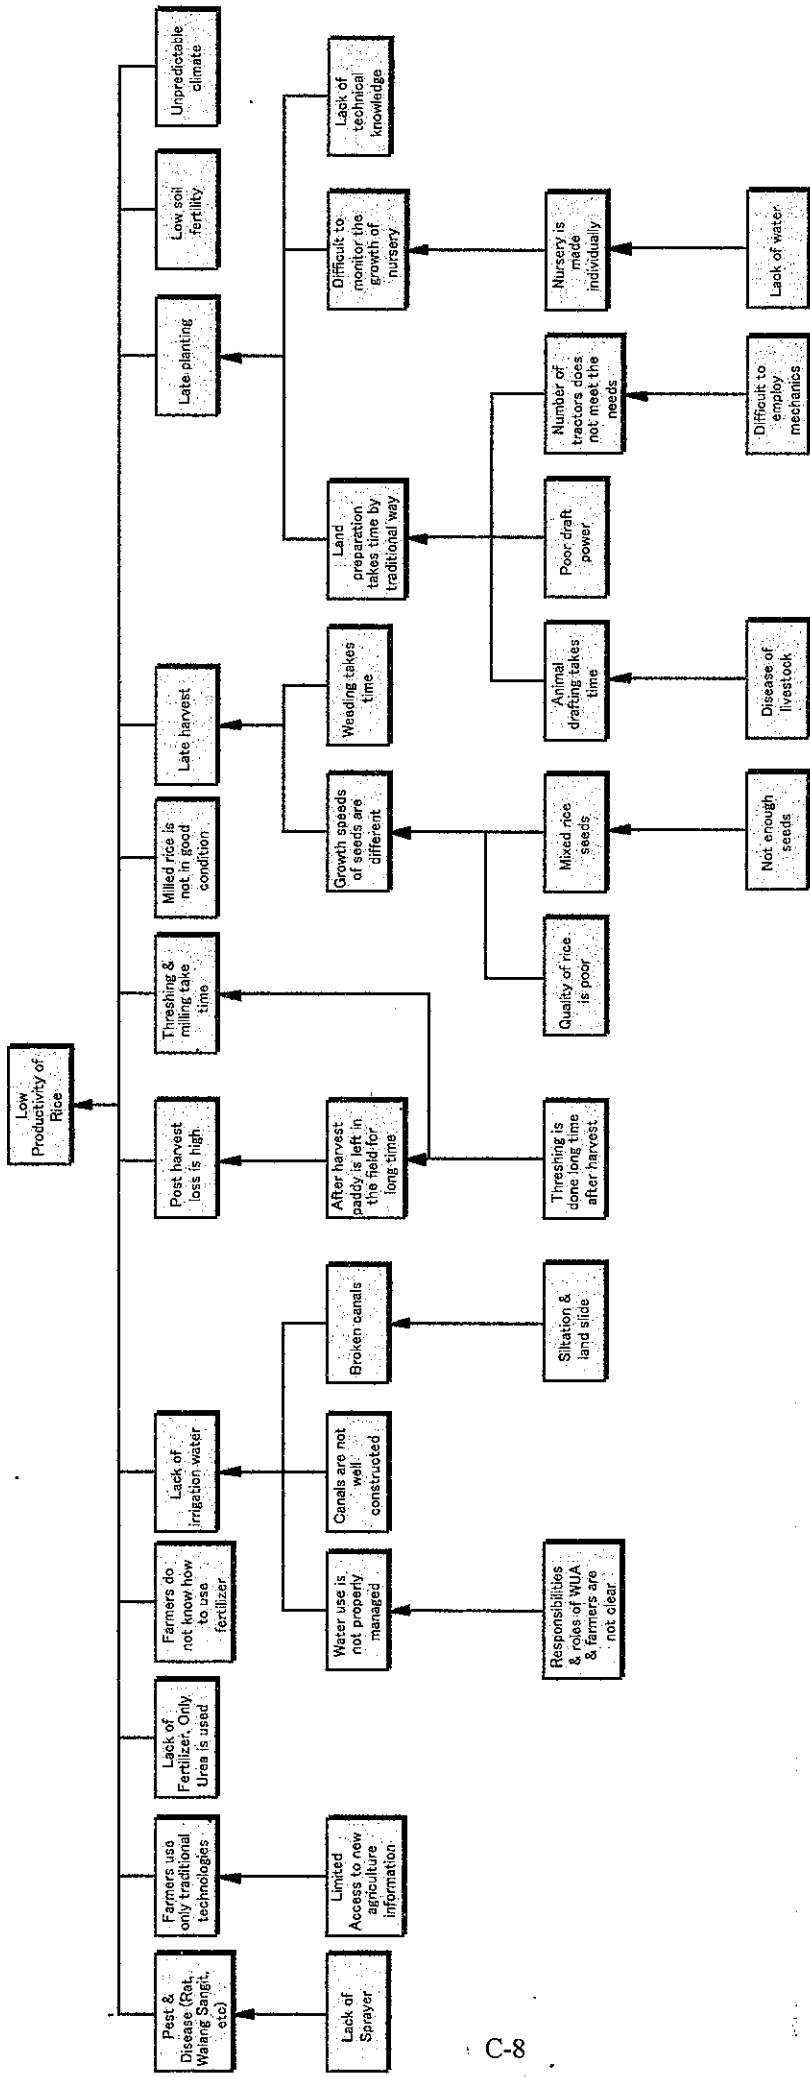 Low
Productivity of
Rice
Pest &
Disease (Rat,
Walang Sangit,
etc)
Farmers use
only traditional
technologies
Lack of
Fertilizer, Only
Urea is used
Farmers do
not know how
to use
fertilizer
Lack of
irrigation water
Post harvest
loss is high
Threshing &
milling take
time
Milled rice is
not in good
condition
Late harvest
Late planting
Low soil
fertility
Unpredictable
climate
Lack of
Sprayer
Limited
Access to new
agriculture
information
Water use is
not properly
managed
Canals are not
well
constructed
Broken canals
After harvest
paddy is left in
the field for
long time
Growth speeds
of seeds are
different
Weading takes
time
Land
preparation
takes time by
traditional way
Difficult to
monitor the
growth of
nursery
Lack of
technical
knowledge
Responsibilities
& roles of WUA
& farmers are
not clear
Siltation &
land slide
Threshing is
done long time
after harvest
Quality of rice
is poor
Mixed rice
seeds
Animal
drafting takes
time
Poor draft
power
Number of
tractors does
not meet the
needs
Nursery is
made
individually
Not enough
seeds
Disease of
livestock
Difficult to
employ
mechanics
Lack of water
C-8